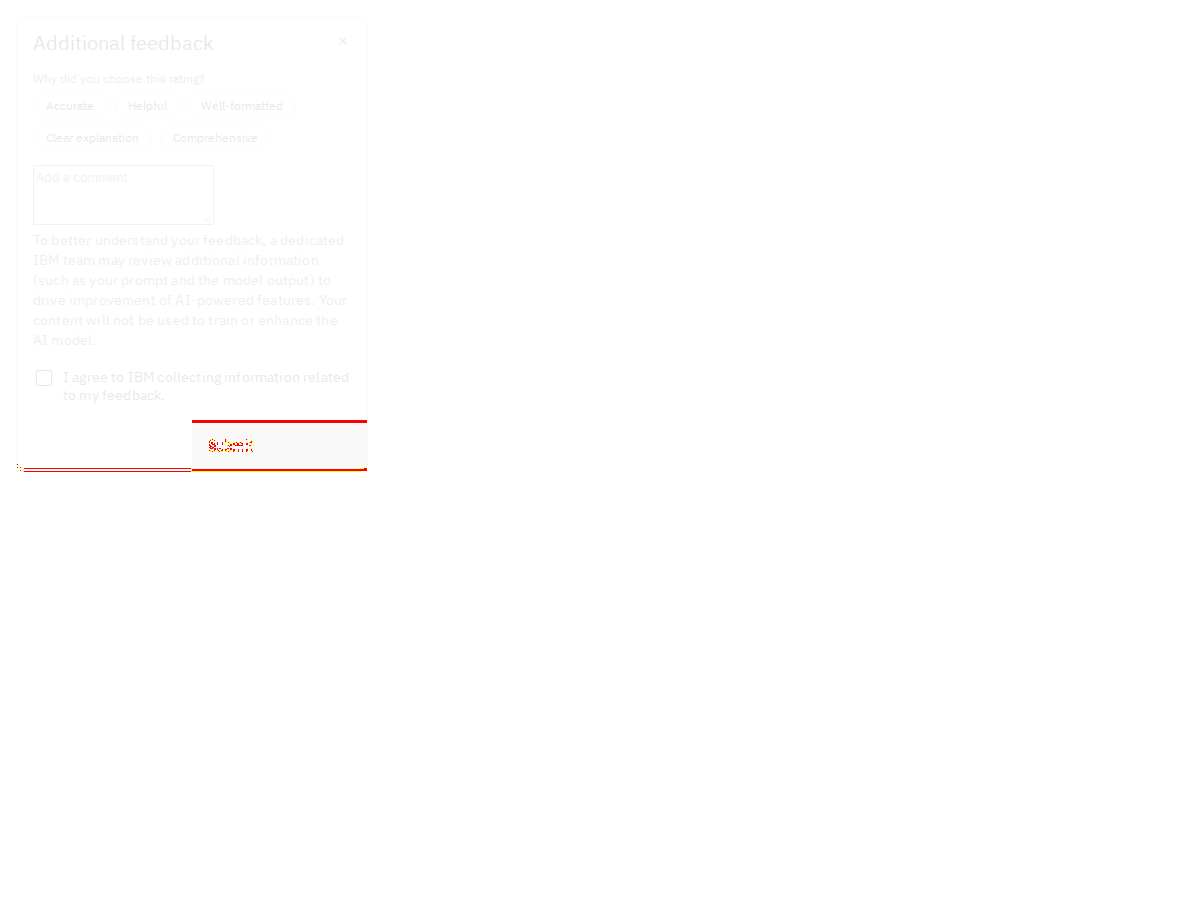 Additional feedback
Why did you choose this rating?
Accurate Helpful Well-formatted
Clear explanation Comprehensive
Add a comment
To better understand your feedback, a dedicated
IBM team may review additional information
(such as your prompt and the model output) to
drive improvement of AI-powered features. Your
content will not be used to train or enhance the
AI model.
I agree to IBM collecting information related
to my feedback.
Submit